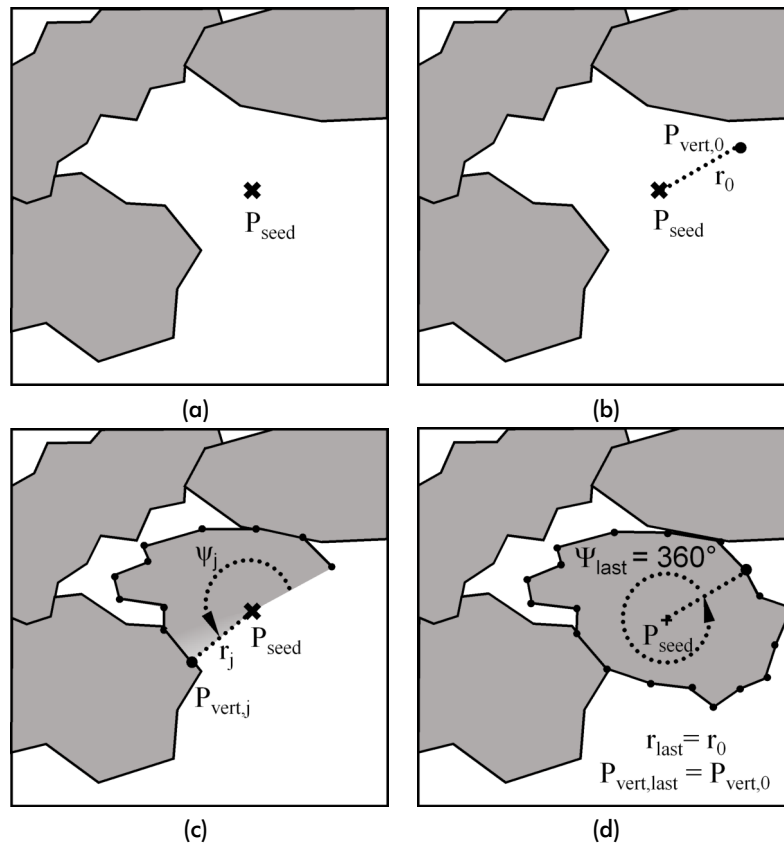 P_seed
(a)
P_vert,0
r_0
P_seed
(b)
ψ_j
P_seed
r_j
P_vert,j
(c)
Ψ_last = 360°
P_seed
r_last = r_0
P_vert,last = P_vert,0
(d)